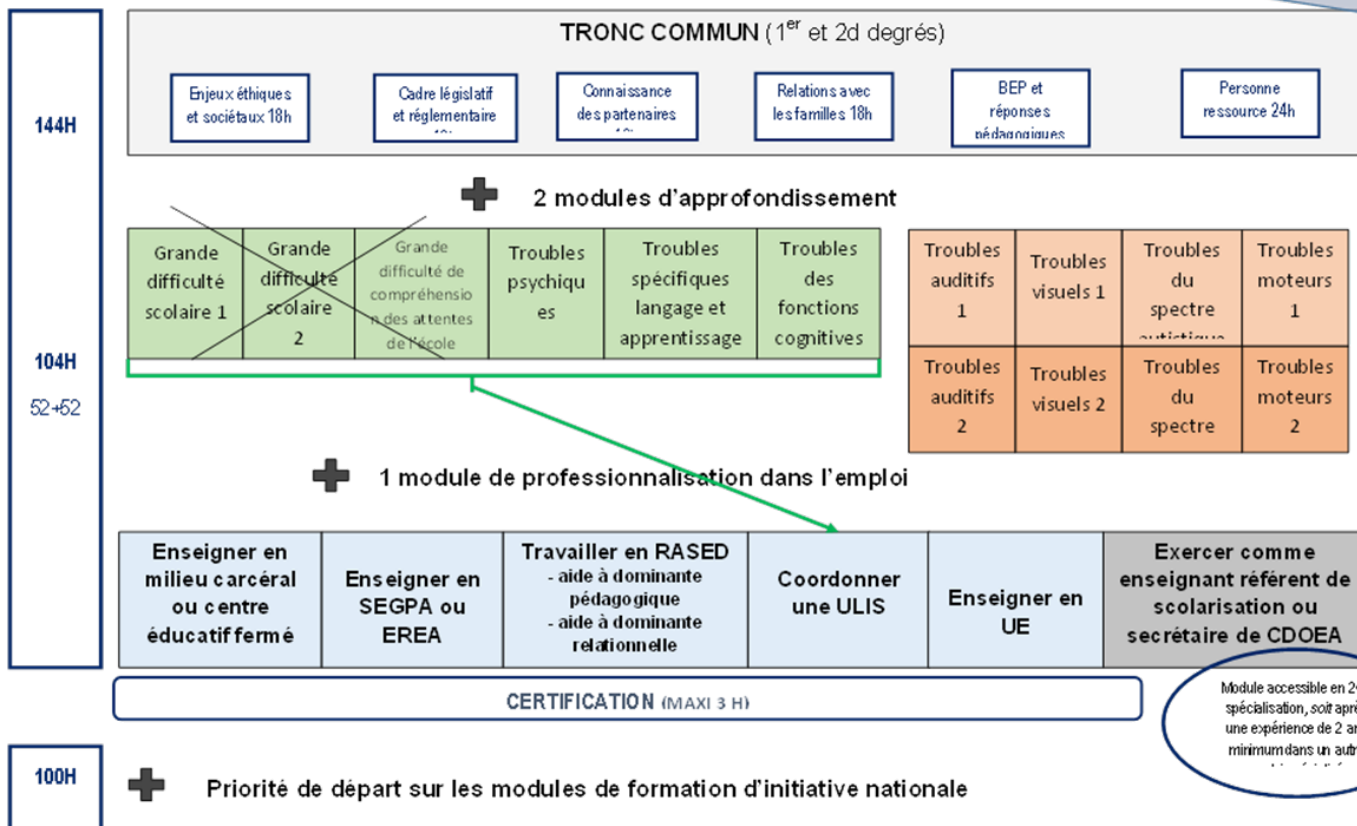 TRONC COMMUN (1er et 2d degrés)
144H
Enjeux éthiques
et sociétaux 18h
Cadre législatif
et réglementaire
Connaissance
des partenaires
Relations avec
les familles 18h
BEP et
réponses
pédagogiques
Personne
ressource 24h
2 modules d'approfondissement
104H
52+52
Grande
difficulté
scolaire 1
Grande
difficulté
scolaire
2
Grande
difficulté de
compréhensio
n des attentes
de l'école
Troubles
psychiqu
es
Troubles
spécifiques
langage et
apprentissage
Troubles
des
fonctions
cognitives
Troubles
auditifs
1
Troubles
visuels 1
Troubles
du
spectre
autistique
Troubles
moteurs
1
Troubles
auditifs
2
Troubles
visuels 2
Troubles
du
spectre
Troubles
moteurs
2
1 module de professionnalisation dans l'emploi
Enseigner en
milieu carcéral
ou centre
éducatif fermé
Enseigner en
SEGPA ou
EREA
Travailler en RASED
- aide à dominante
pédagogique
- aide à dominante
relationnelle
Coordonner
une ULIS
Enseigner en
UE
Exercer comme
enseignant référent de
scolarisation ou
secrétaire de CDOEA
CERTIFICATION (MAXI 3 H)
Module accessible en
spécialisation, soit
une expérience de 2
minimum dans un
100H
Priorité de départ sur les modules de formation d'initiative nationale